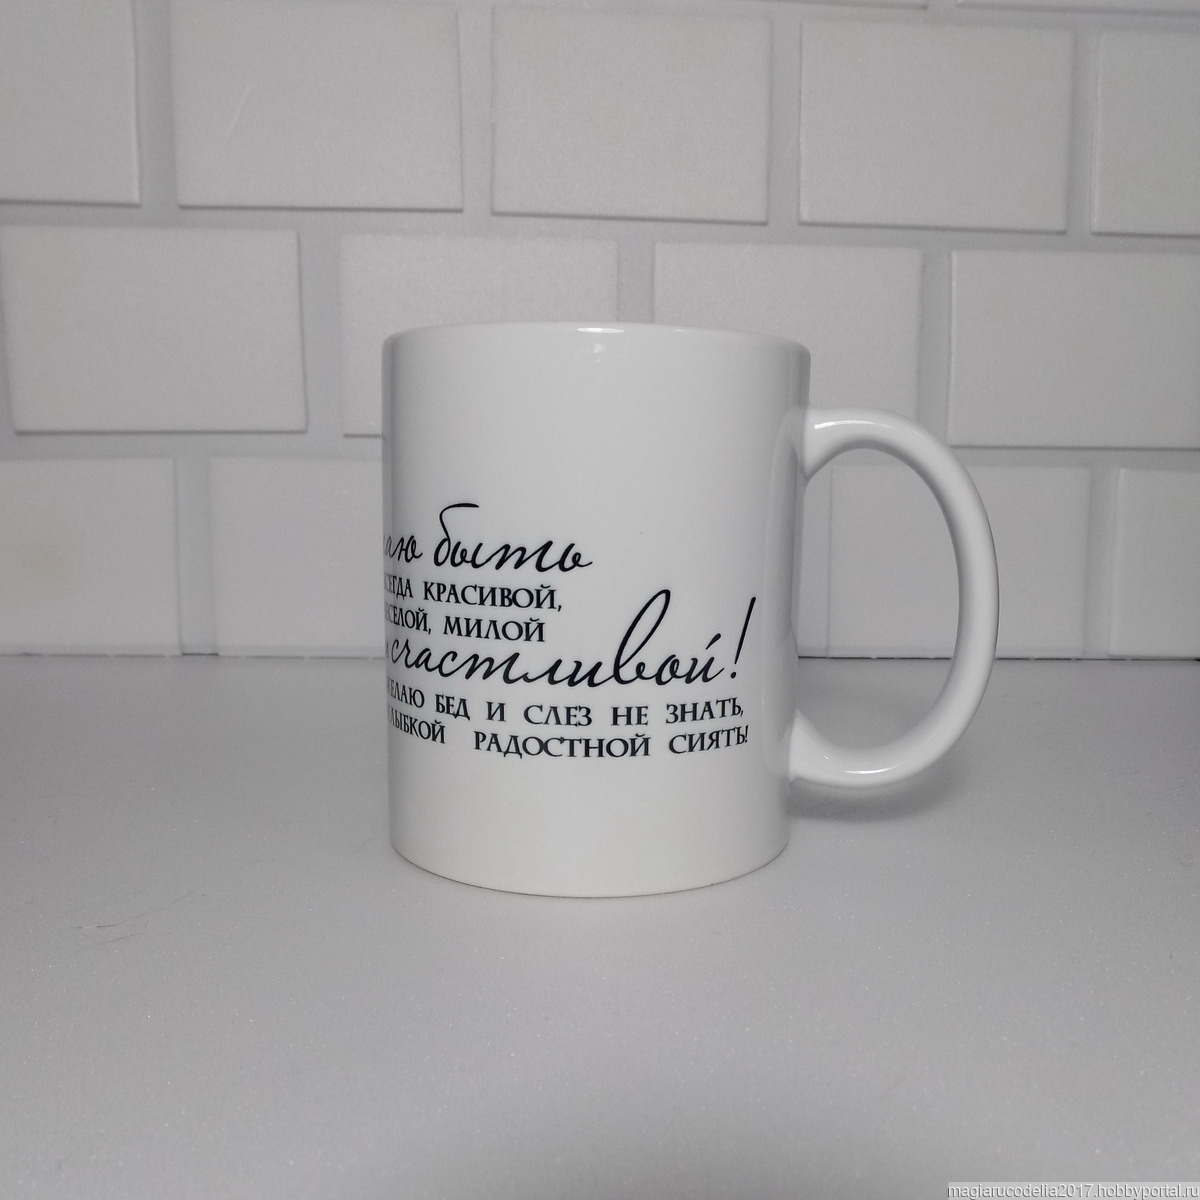 аю быть
сегда красивой,
еселой, милой
и счастливой!
желаю бед и слез не знать,
улыбкой радостной сиять!
magiarucodelia2017.hobbyportal.ru